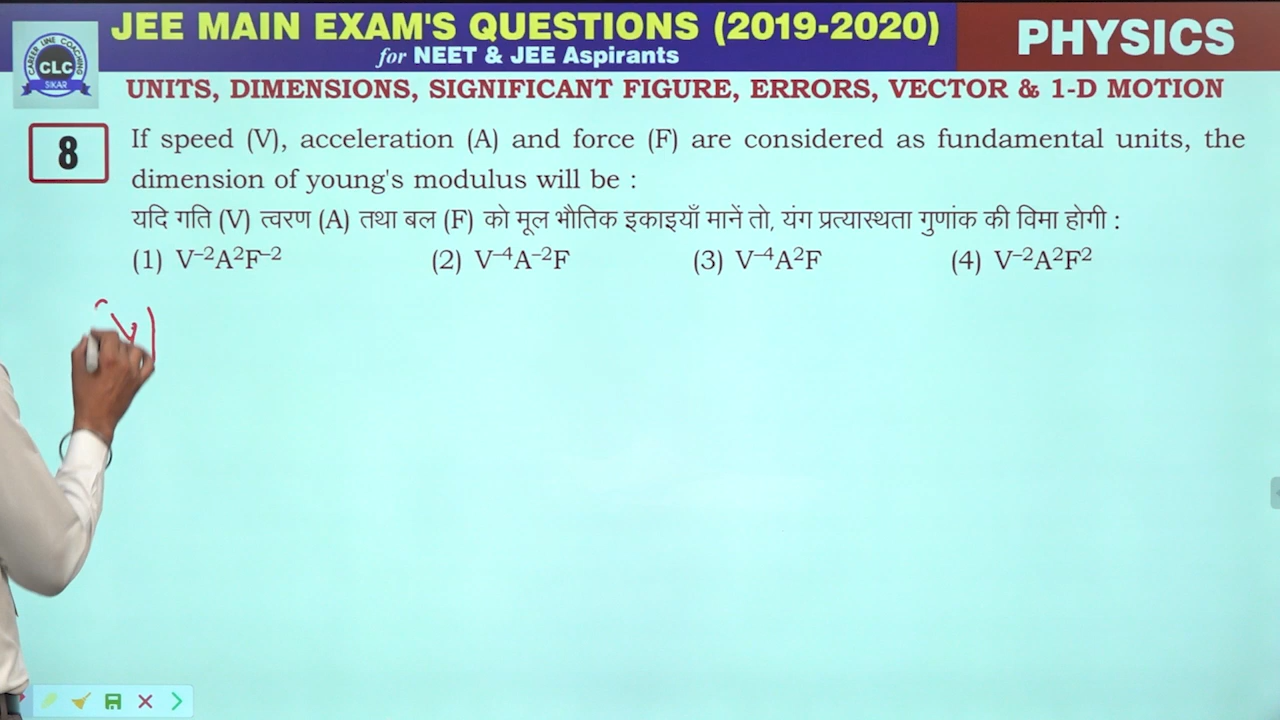 JEE MAIN EXAM'S QUESTIONS (2019-2020)
for NEET & JEE Aspirants
PHYSICS
CAREER LINE COACHING
CLC
SIKAR
UNITS, DIMENSIONS, SIGNIFICANT FIGURE, ERRORS, VECTOR & 1-D MOTION
8
If speed (V), acceleration (A) and force (F) are considered as fundamental units, the
dimension of young's modulus will be :
यदि गति (V) त्वरण (A) तथा बल (F) को मूल भौतिक इकाइयाँ मानें तो, यंग प्रत्यास्थता गुणांक की विमा होगी :
(1) V⁻²A²F⁻² (2) V⁻⁴A⁻²F (3) V⁻⁴A²F (4) V⁻²A²F²